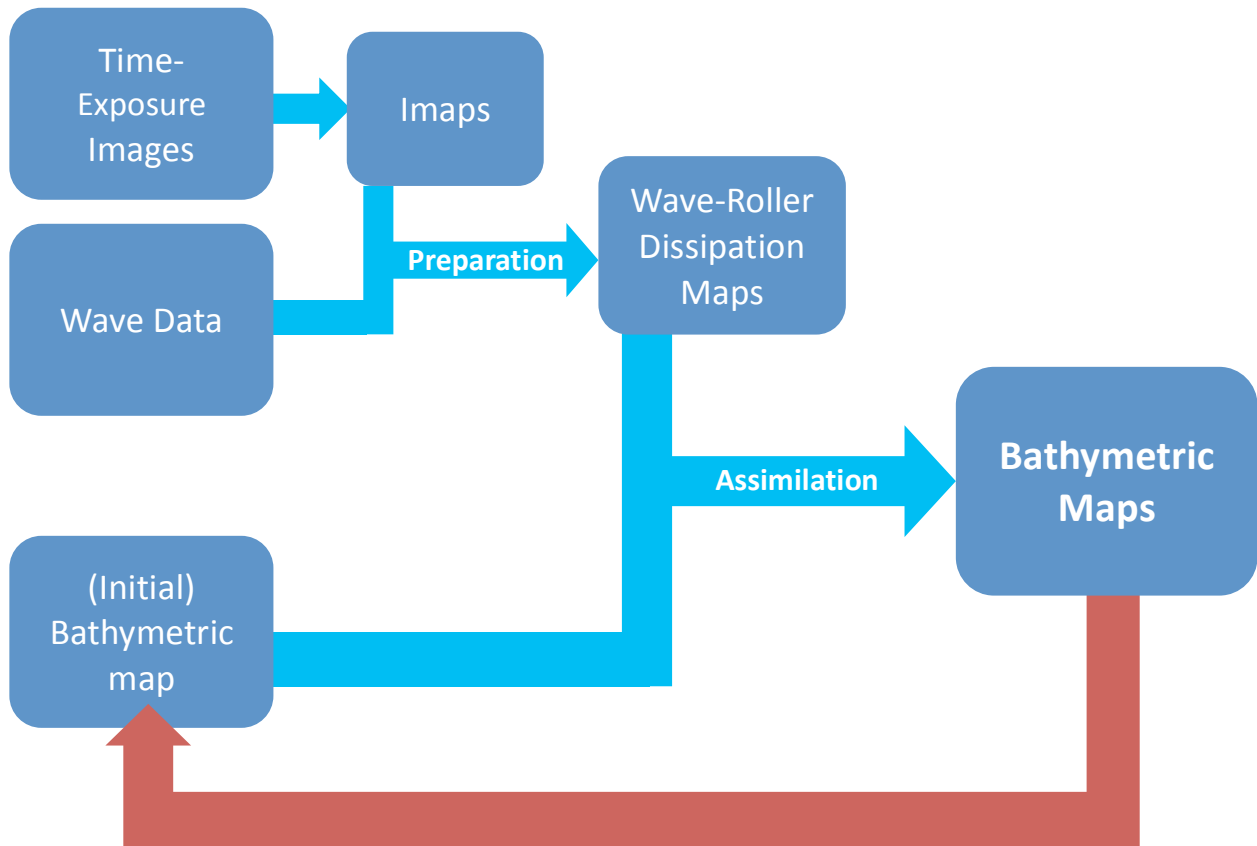 Time-
Exposure
Images
Imaps
Wave Data
Preparation
Wave-Roller
Dissipation
Maps
(Initial)
Bathymetric
map
Assimilation
Bathymetric
Maps